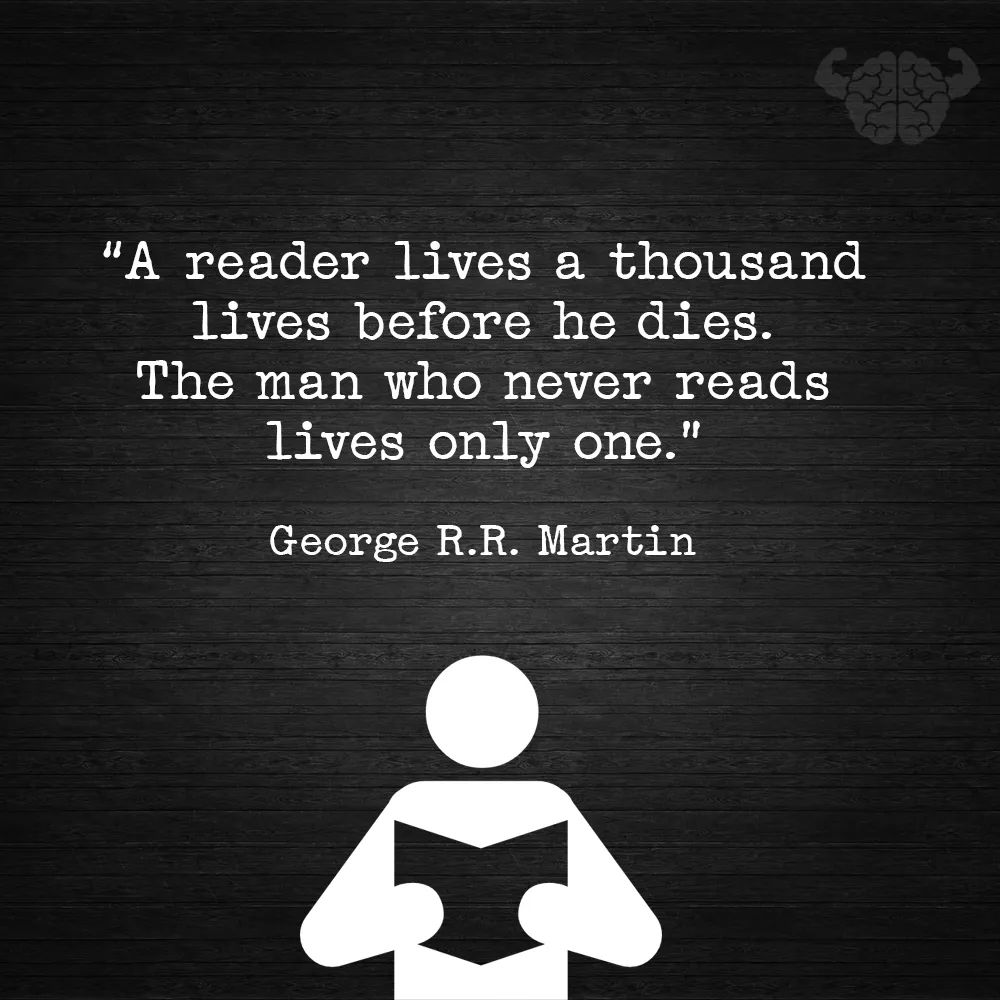 “A reader lives a thousand
lives before he dies.
The man who never reads
lives only one."
George R.R. Martin